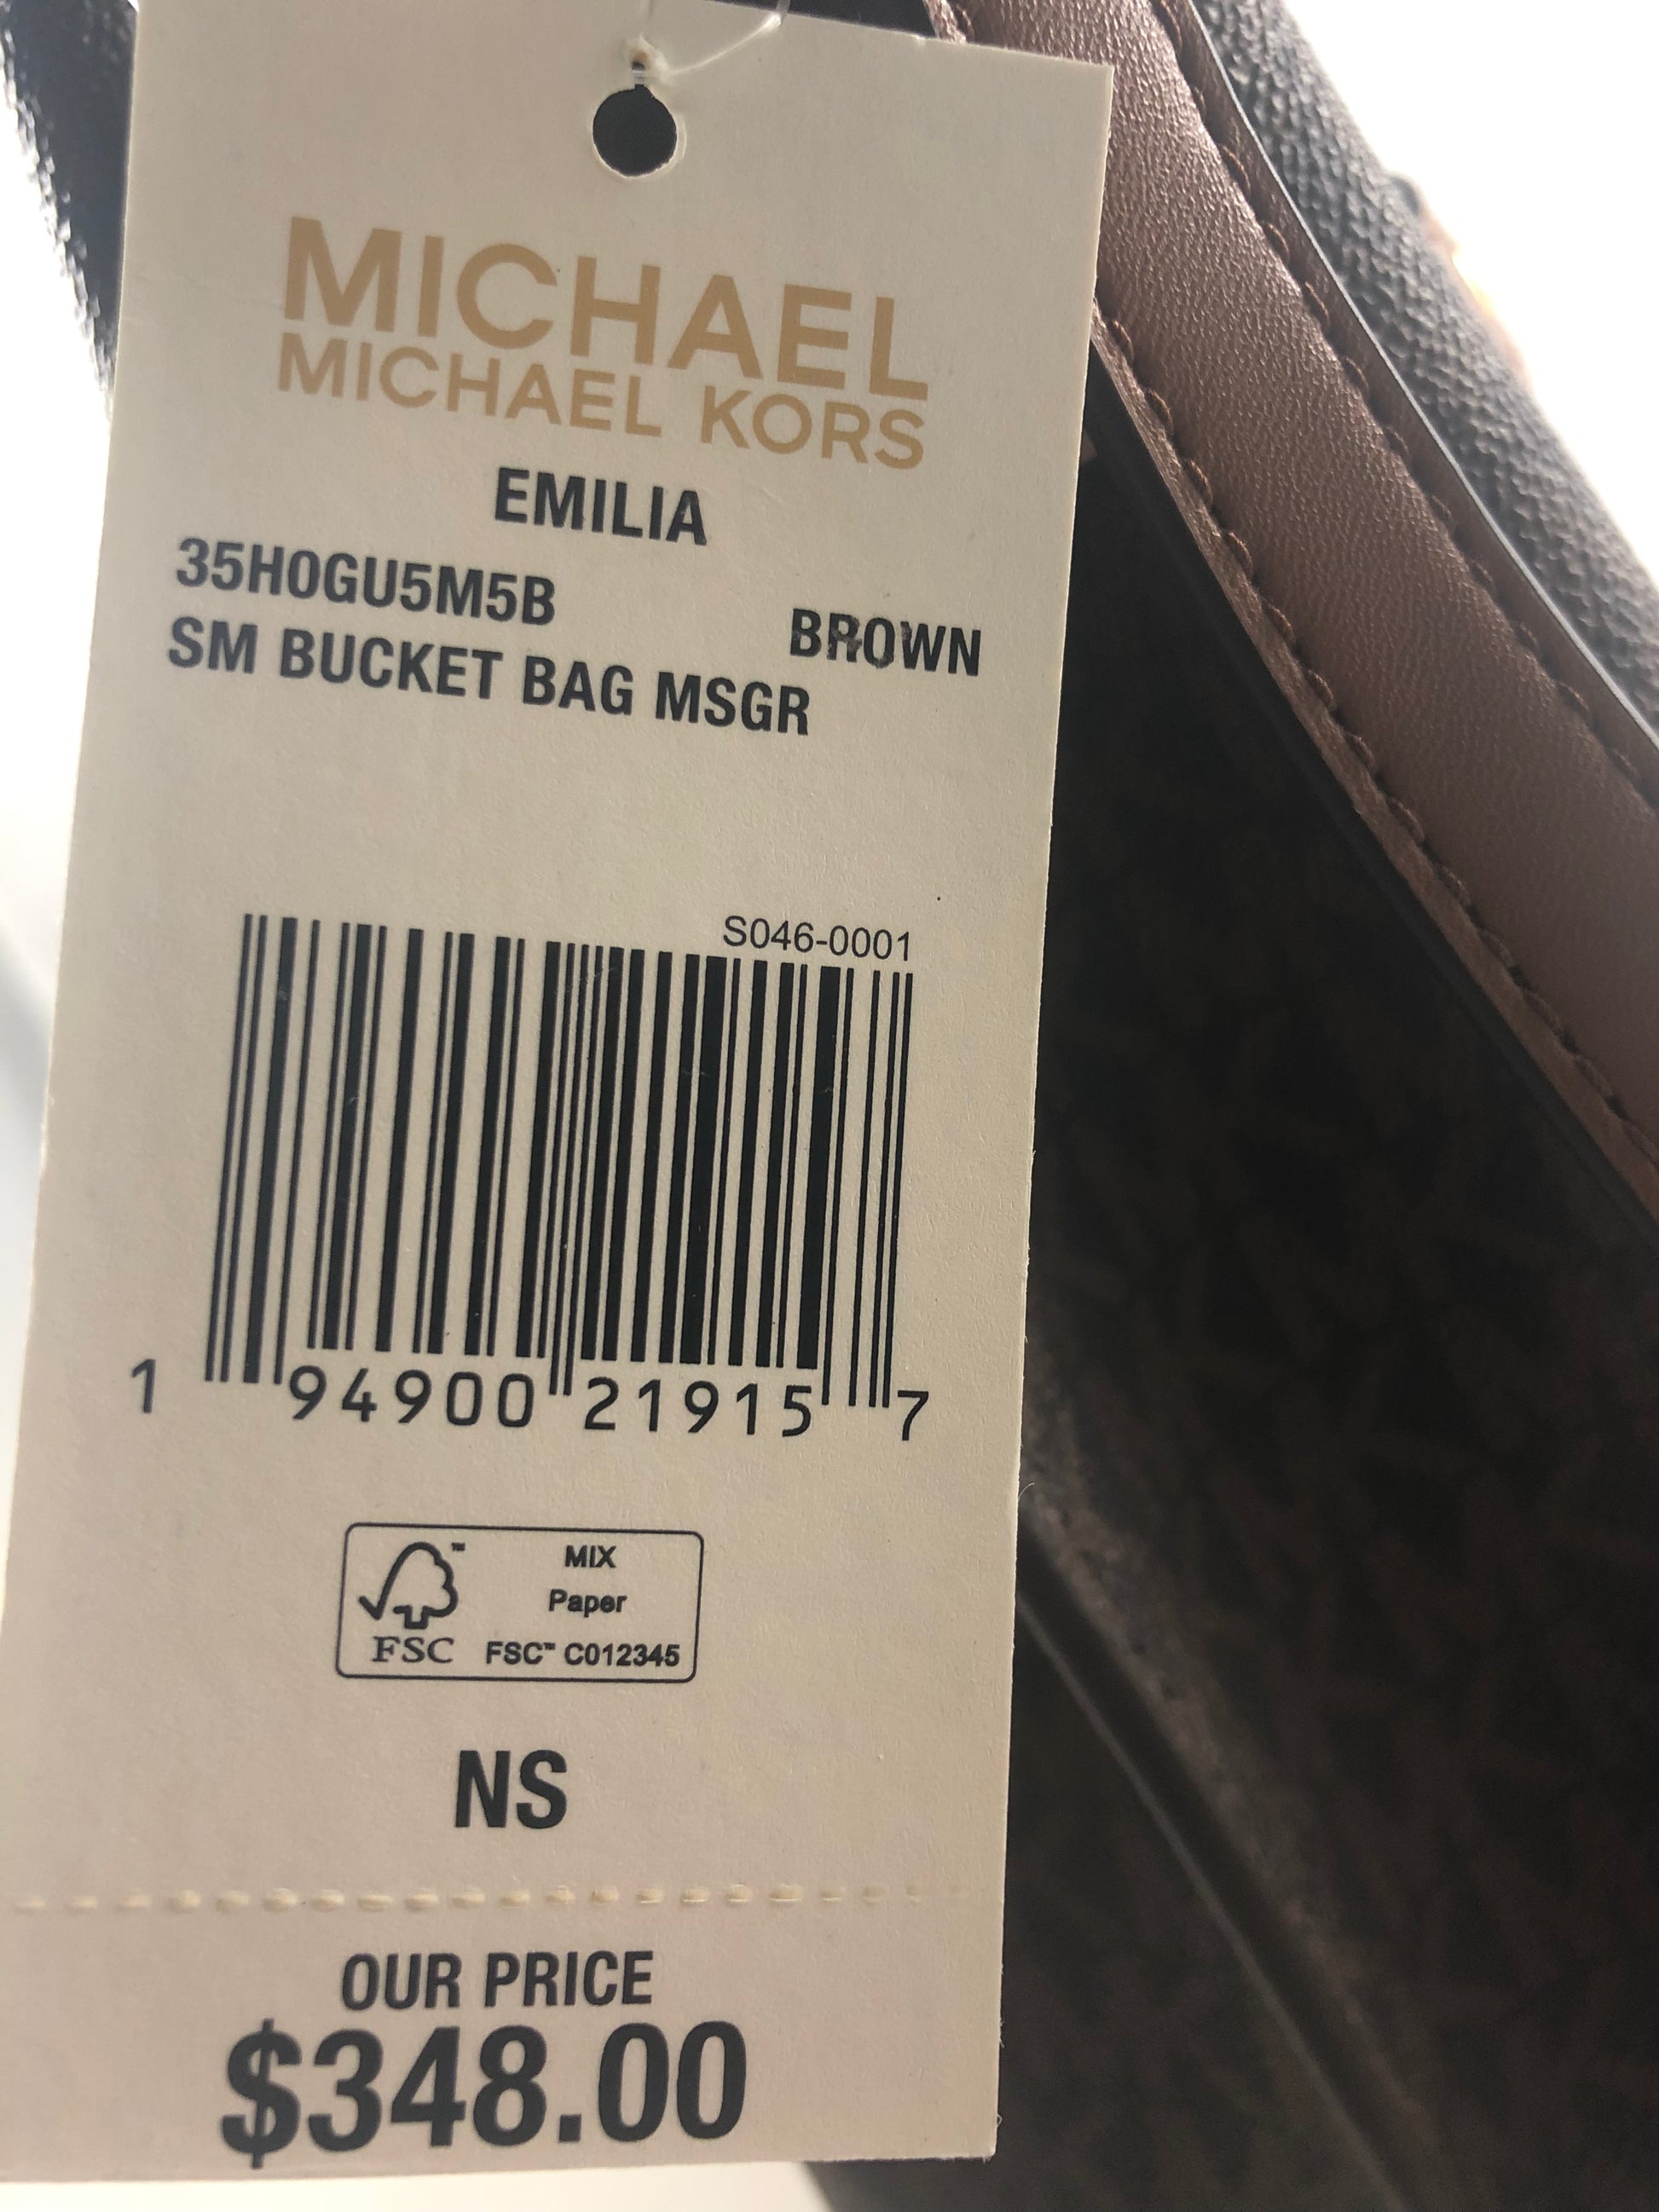 MICHAEL
MICHAEL KORS
EMILIA
35H0GU5M5B BROWN
SM BUCKET BAG MSGR
S046-0001
1 94900 21915 7
MIX
Paper
FSC™ C012345
™
FSC
NS
OUR PRICE
$348.00